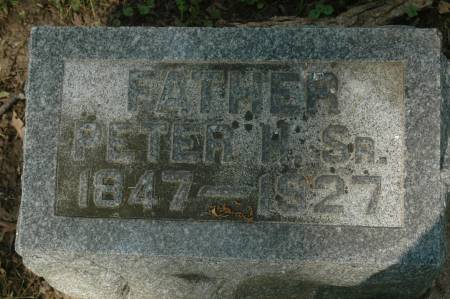 FATHER
PETER H. SR.
1847-1927